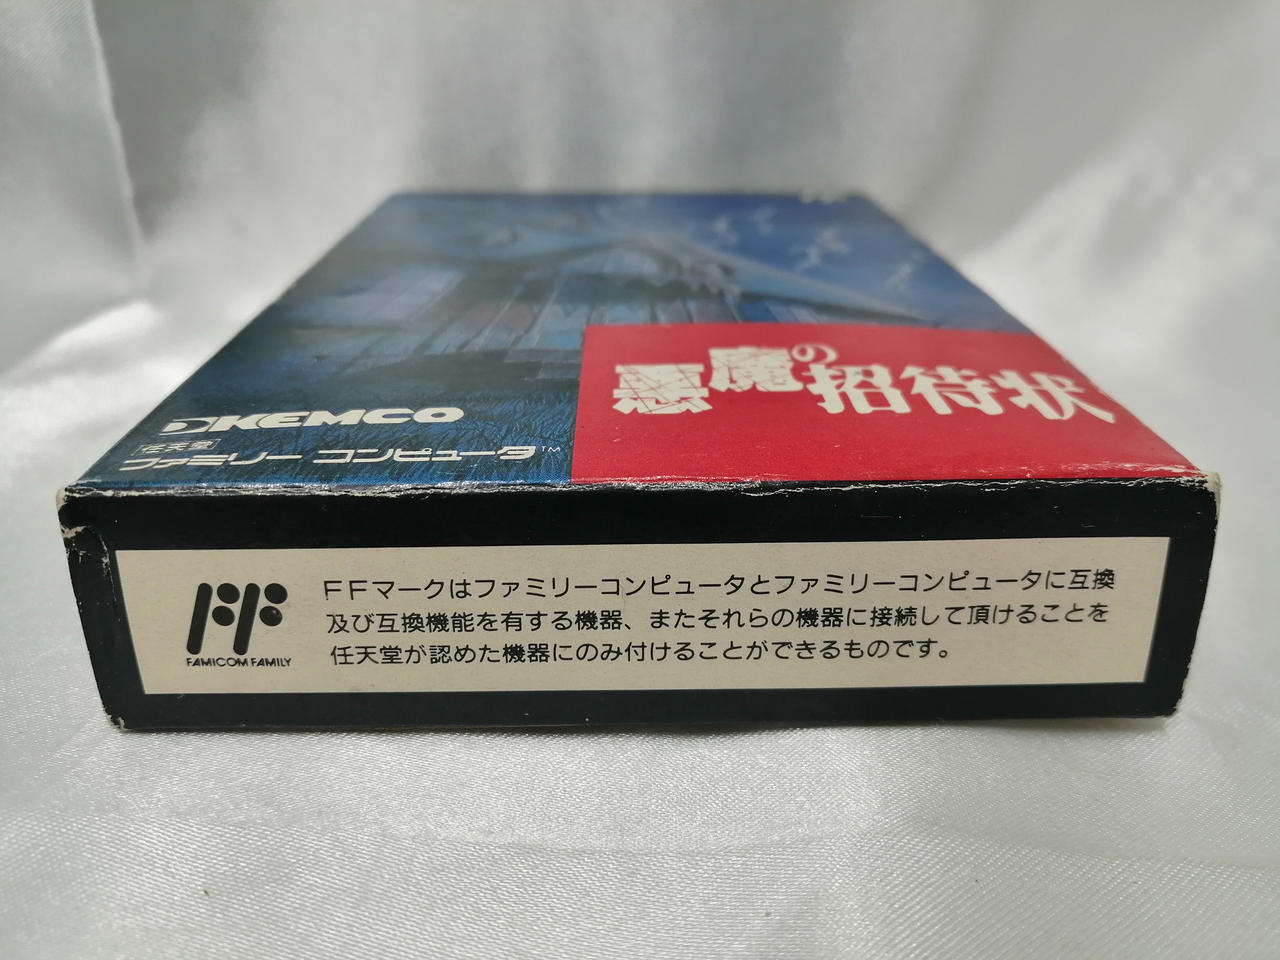 悪魔の招待状
KEMCO
任天堂
ファミリー コンピュータ™
FF
FAMICOM FAMILY
FFマークはファミリーコンピュータとファミリーコンピュータに互換
及び互換機能を有する機器、またそれらの機器に接続して頂けることを
任天堂が認めた機器にのみ付けることができるものです。